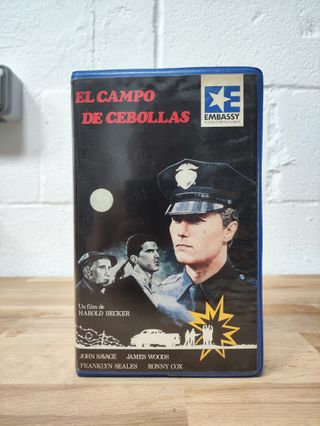 EL CAMPO
DE CEBOLLAS
EMBASSY
Un film de
HAROLD BECKER
JOHN SAVAGE JAMES WOODS
FRANKLYN SEALES RONNY COX